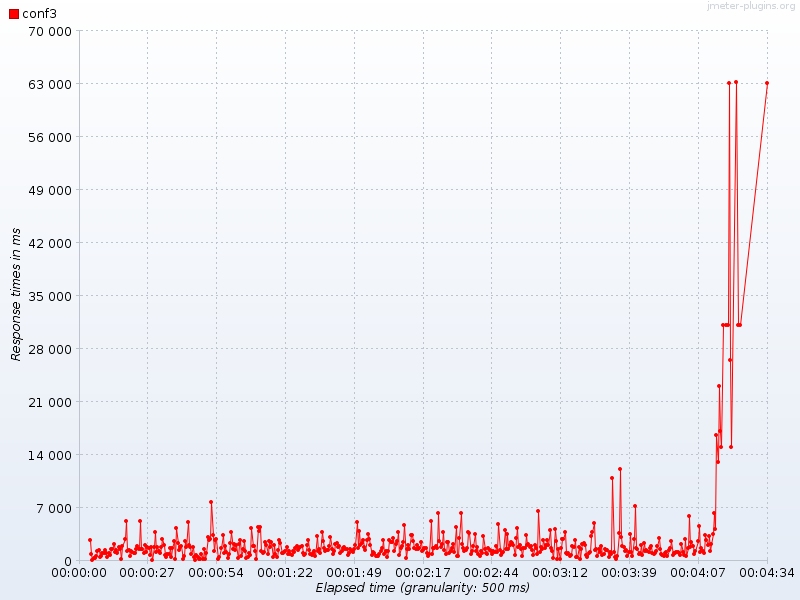 jmeter-plugins.org
conf3
70 000
63 000
56 000
49 000
42 000
35 000
28 000
21 000
14 000
7 000
0
Response times in ms
00:00:00 00:00:27 00:00:54 00:01:22 00:01:49 00:02:17 00:02:44 00:03:12 00:03:39 00:04:07 00:04:34
Elapsed time (granularity: 500 ms)